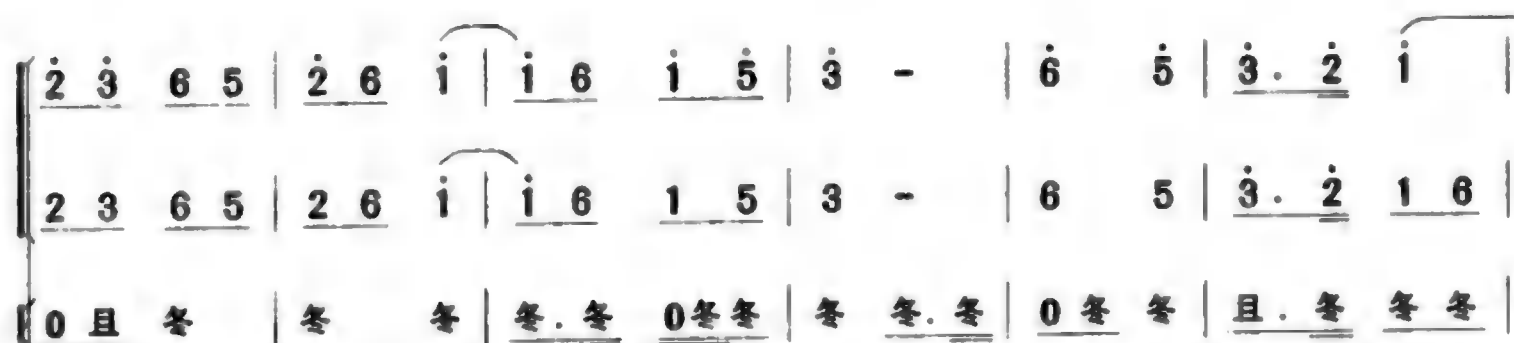 2̇ 3̇ 6 5 | 2̇ 6 1̇ | 1̇ 6 1̇ 5̇ | 3̇ - | 6̇ 5̇ | 3̇. 2̇ 1̇ |
2 3 6 5 | 2 6 1̇ | 1̇ 6 1 5 | 3 - | 6 5 | 3̇. 2̇ 1 6 |
0 且 冬 | 冬 冬 | 冬. 冬 0冬冬 | 冬 冬. 冬 | 0 冬 冬 | 且. 冬 冬 冬 |